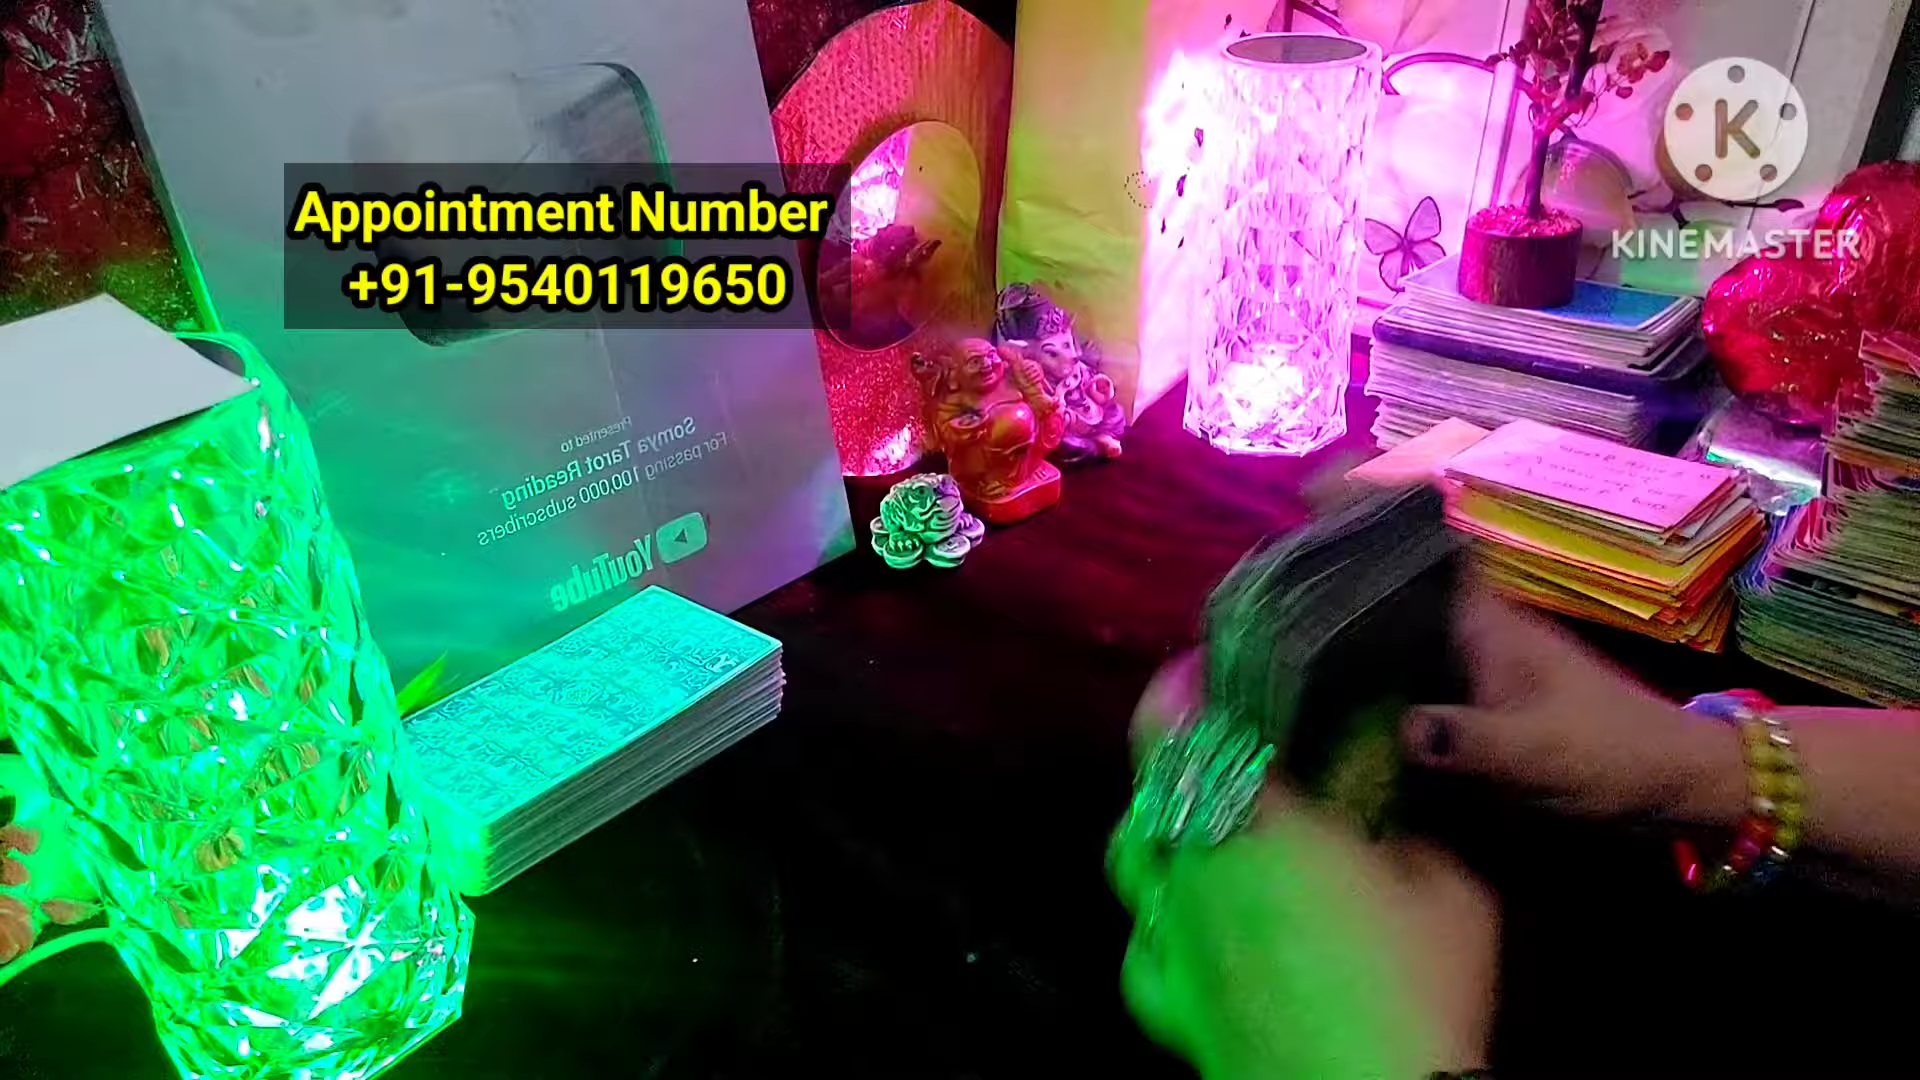 Appointment Number
+91-9540119650
K
KINEMASTER
Presented to
Somya Tarot Reading
For passing 100,000 subscribers
YouTube